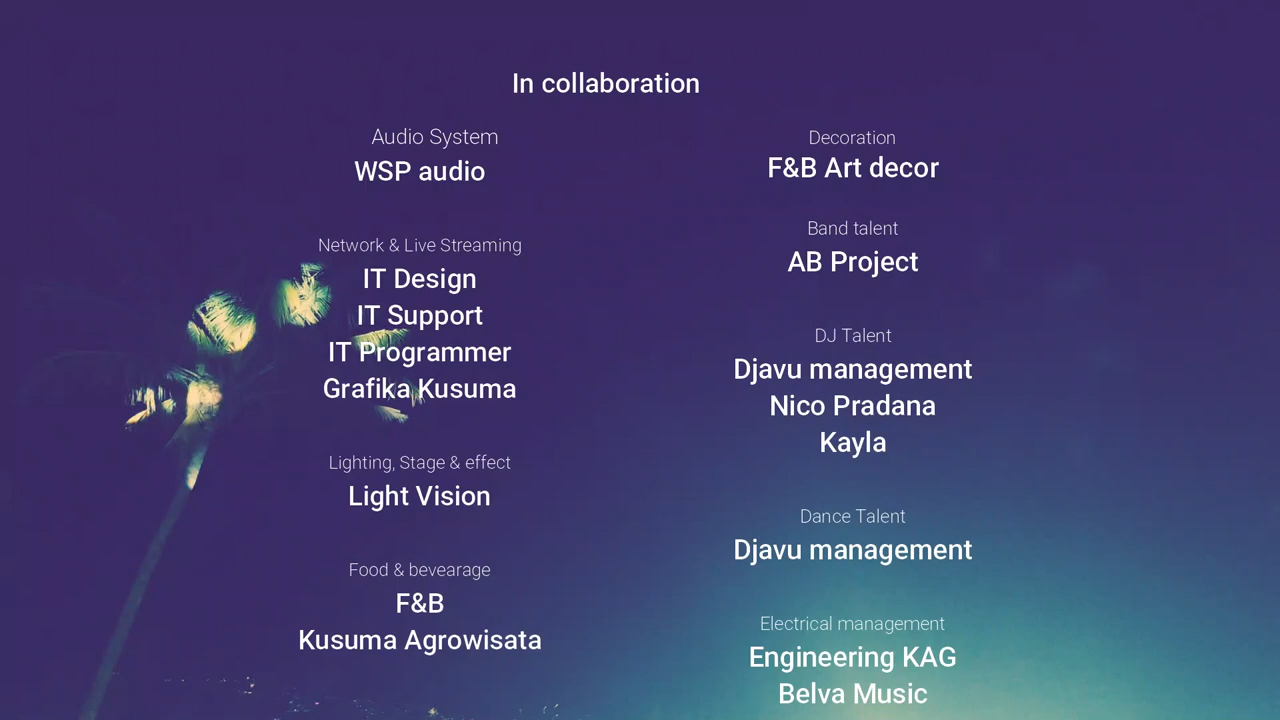 In collaboration
Audio System
WSP audio
Network & Live Streaming
IT Design
IT Support
IT Programmer
Grafika Kusuma
Lighting, Stage & effect
Light Vision
Food & bevearage
F&B
Kusuma Agrowisata
Decoration
F&B Art decor
Band talent
AB Project
DJ Talent
Djavu management
Nico Pradana
Kayla
Dance Talent
Djavu management
Electrical management
Engineering KAG
Belva Music